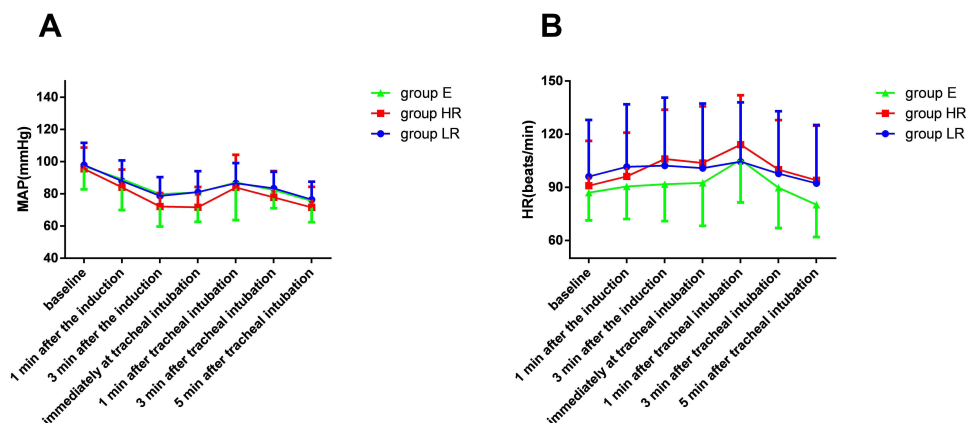 A
MAP(mmHg)
140
120
100
80
60
40
baseline
1 min after the induction
3 min after the induction
immediately at tracheal intubation
1 min after tracheal intubation
3 min after tracheal intubation
5 min after tracheal intubation
group E
group HR
group LR
B
HR(beats/min)
150
120
90
60
baseline
1 min after the induction
3 min after the induction
immediately at tracheal intubation
1 min after tracheal intubation
3 min after tracheal intubation
5 min after tracheal intubation
group E
group HR
group LR